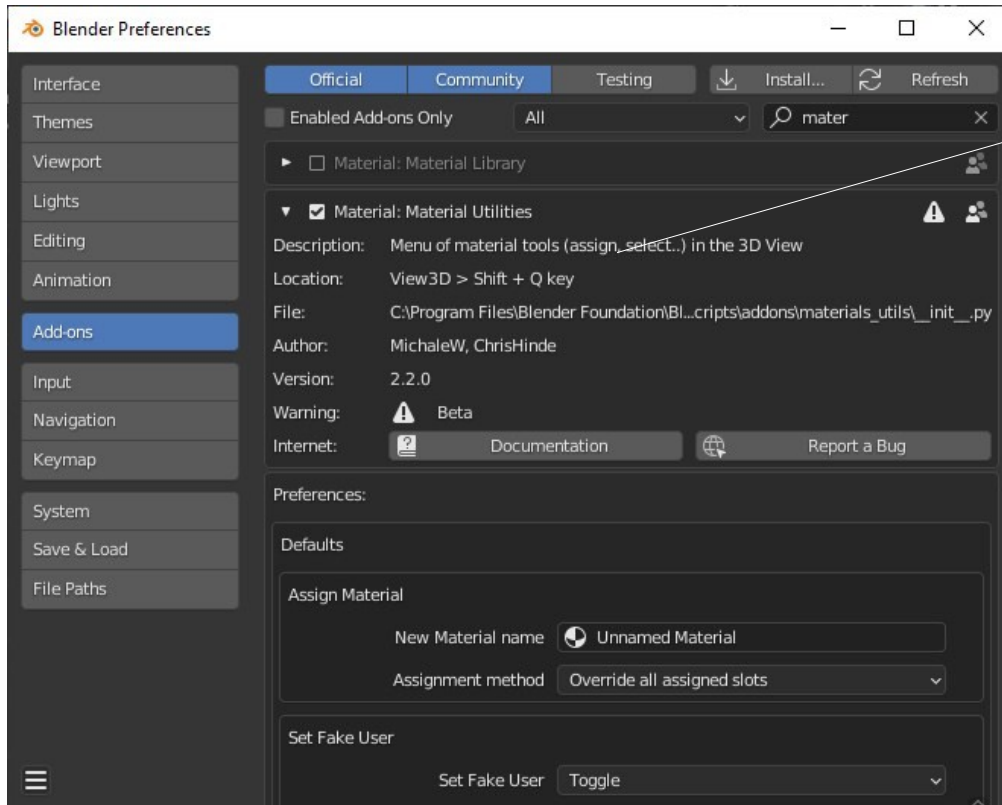 Blender Preferences
Interface
Themes
Viewport
Lights
Editing
Animation
Add-ons
Input
Navigation
Keymap
System
Save & Load
File Paths
Official Community Testing Install... Refresh
Enabled Add-ons Only All mater
Material: Material Library
Material: Material Utilities
Description: Menu of material tools (assign, select..) in the 3D View
Location: View3D > Shift + Q key
File: C:\Program Files\Blender Foundation\Bl...cripts\addons\materials_utils\__init__.py
Author: MichaleW, ChrisHinde
Version: 2.2.0
Warning: Beta
Internet: Documentation Report a Bug
Preferences:
Defaults
Assign Material
New Material name Unnamed Material
Assignment method Override all assigned slots
Set Fake User
Set Fake User Toggle